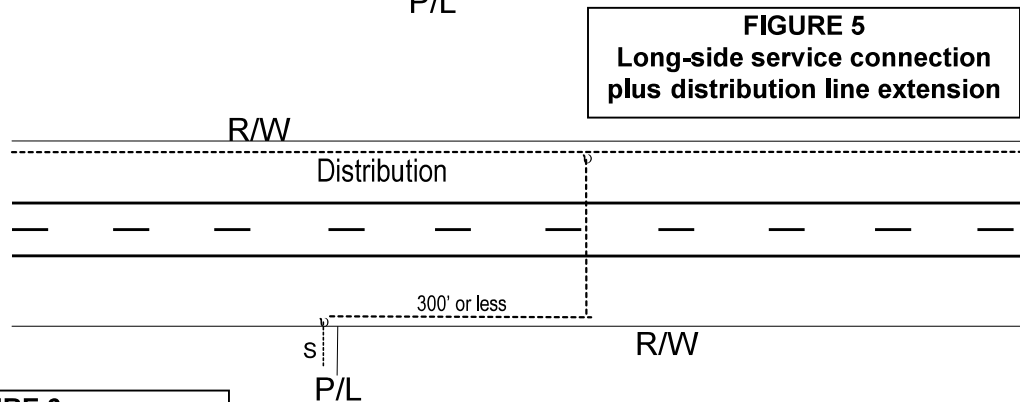 P/L
FIGURE 5
Long-side service connection
plus distribution line extension
R/W
Distribution
300' or less
R/W
S
P/L